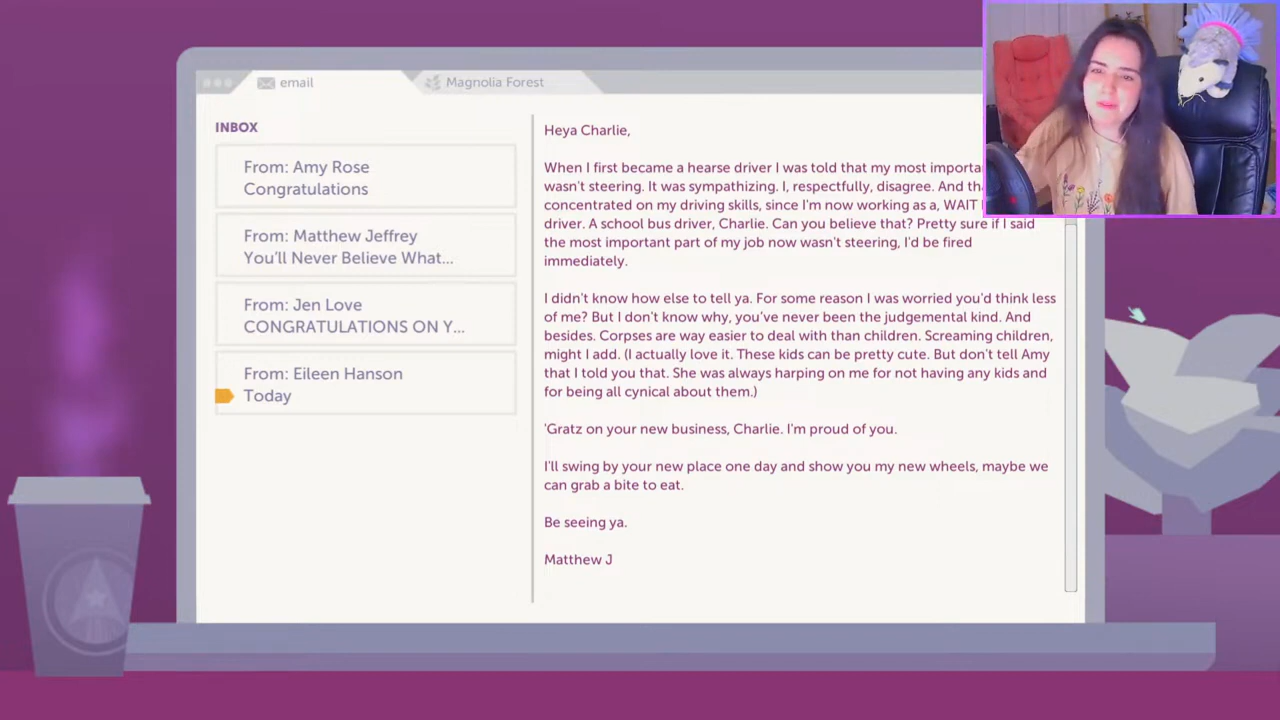 email
Magnolia Forest
INBOX
From: Amy Rose
Congratulations
From: Matthew Jeffrey
You'll Never Believe What...
From: Jen Love
CONGRATULATIONS ON Y...
From: Eileen Hanson
Today
Heya Charlie,
When I first became a hearse driver I was told that my most
wasn't steering. It was sympathizing. I, respectfully, disagree. And
concentrated on my driving skills, since I'm now working as a, WAIT
driver. A school bus driver, Charlie. Can you believe that? Pretty sure if I said
the most important part of my job now wasn't steering, I'd be fired
immediately.
I didn't know how else to tell ya. For some reason I was worried you'd think less
of me? But I don't know why, you've never been the judgemental kind. And
besides. Corpses are way easier to deal with than children. Screaming children,
might I add. (I actually love it. These kids can be pretty cute. But don't tell Amy
that I told you that. She was always harping on me for not having any kids and
for being all cynical about them.)
'Gratz on your new business, Charlie. I'm proud of you.
I'll swing by your new place one day and show you my new wheels, maybe we
can grab a bite to eat.
Be seeing ya.
Matthew J